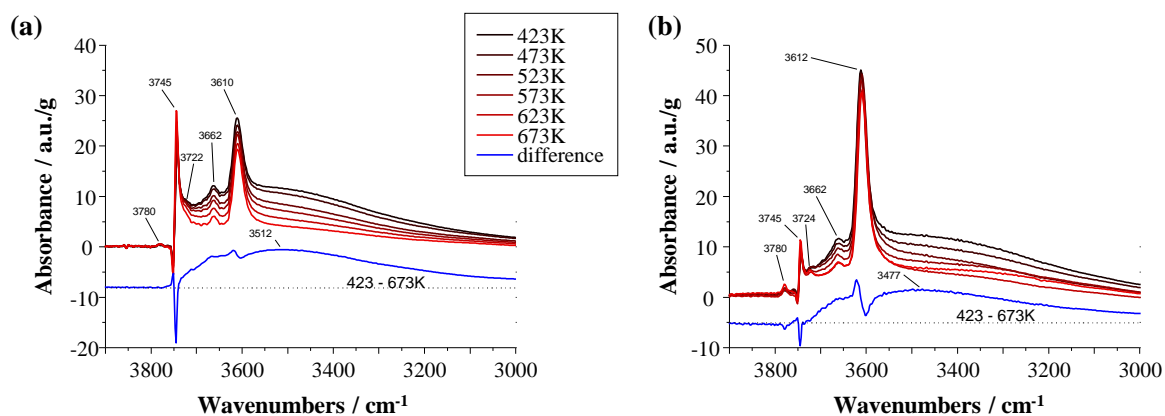 (a)
40
30
20
10
0
-10
-20
Absorbance / a.u./g
3745
3722
3662
3610
3780
3512
423 - 673K
3800
3600
3400
3200
3000
Wavenumbers / cm-1
423K
473K
523K
573K
623K
673K
difference
(b)
50
40
30
20
10
0
-10
Absorbance / a.u./g
3612
3662
3745
3724
3780
3477
423 - 673K
3800
3600
3400
3200
3000
Wavenumbers / cm-1